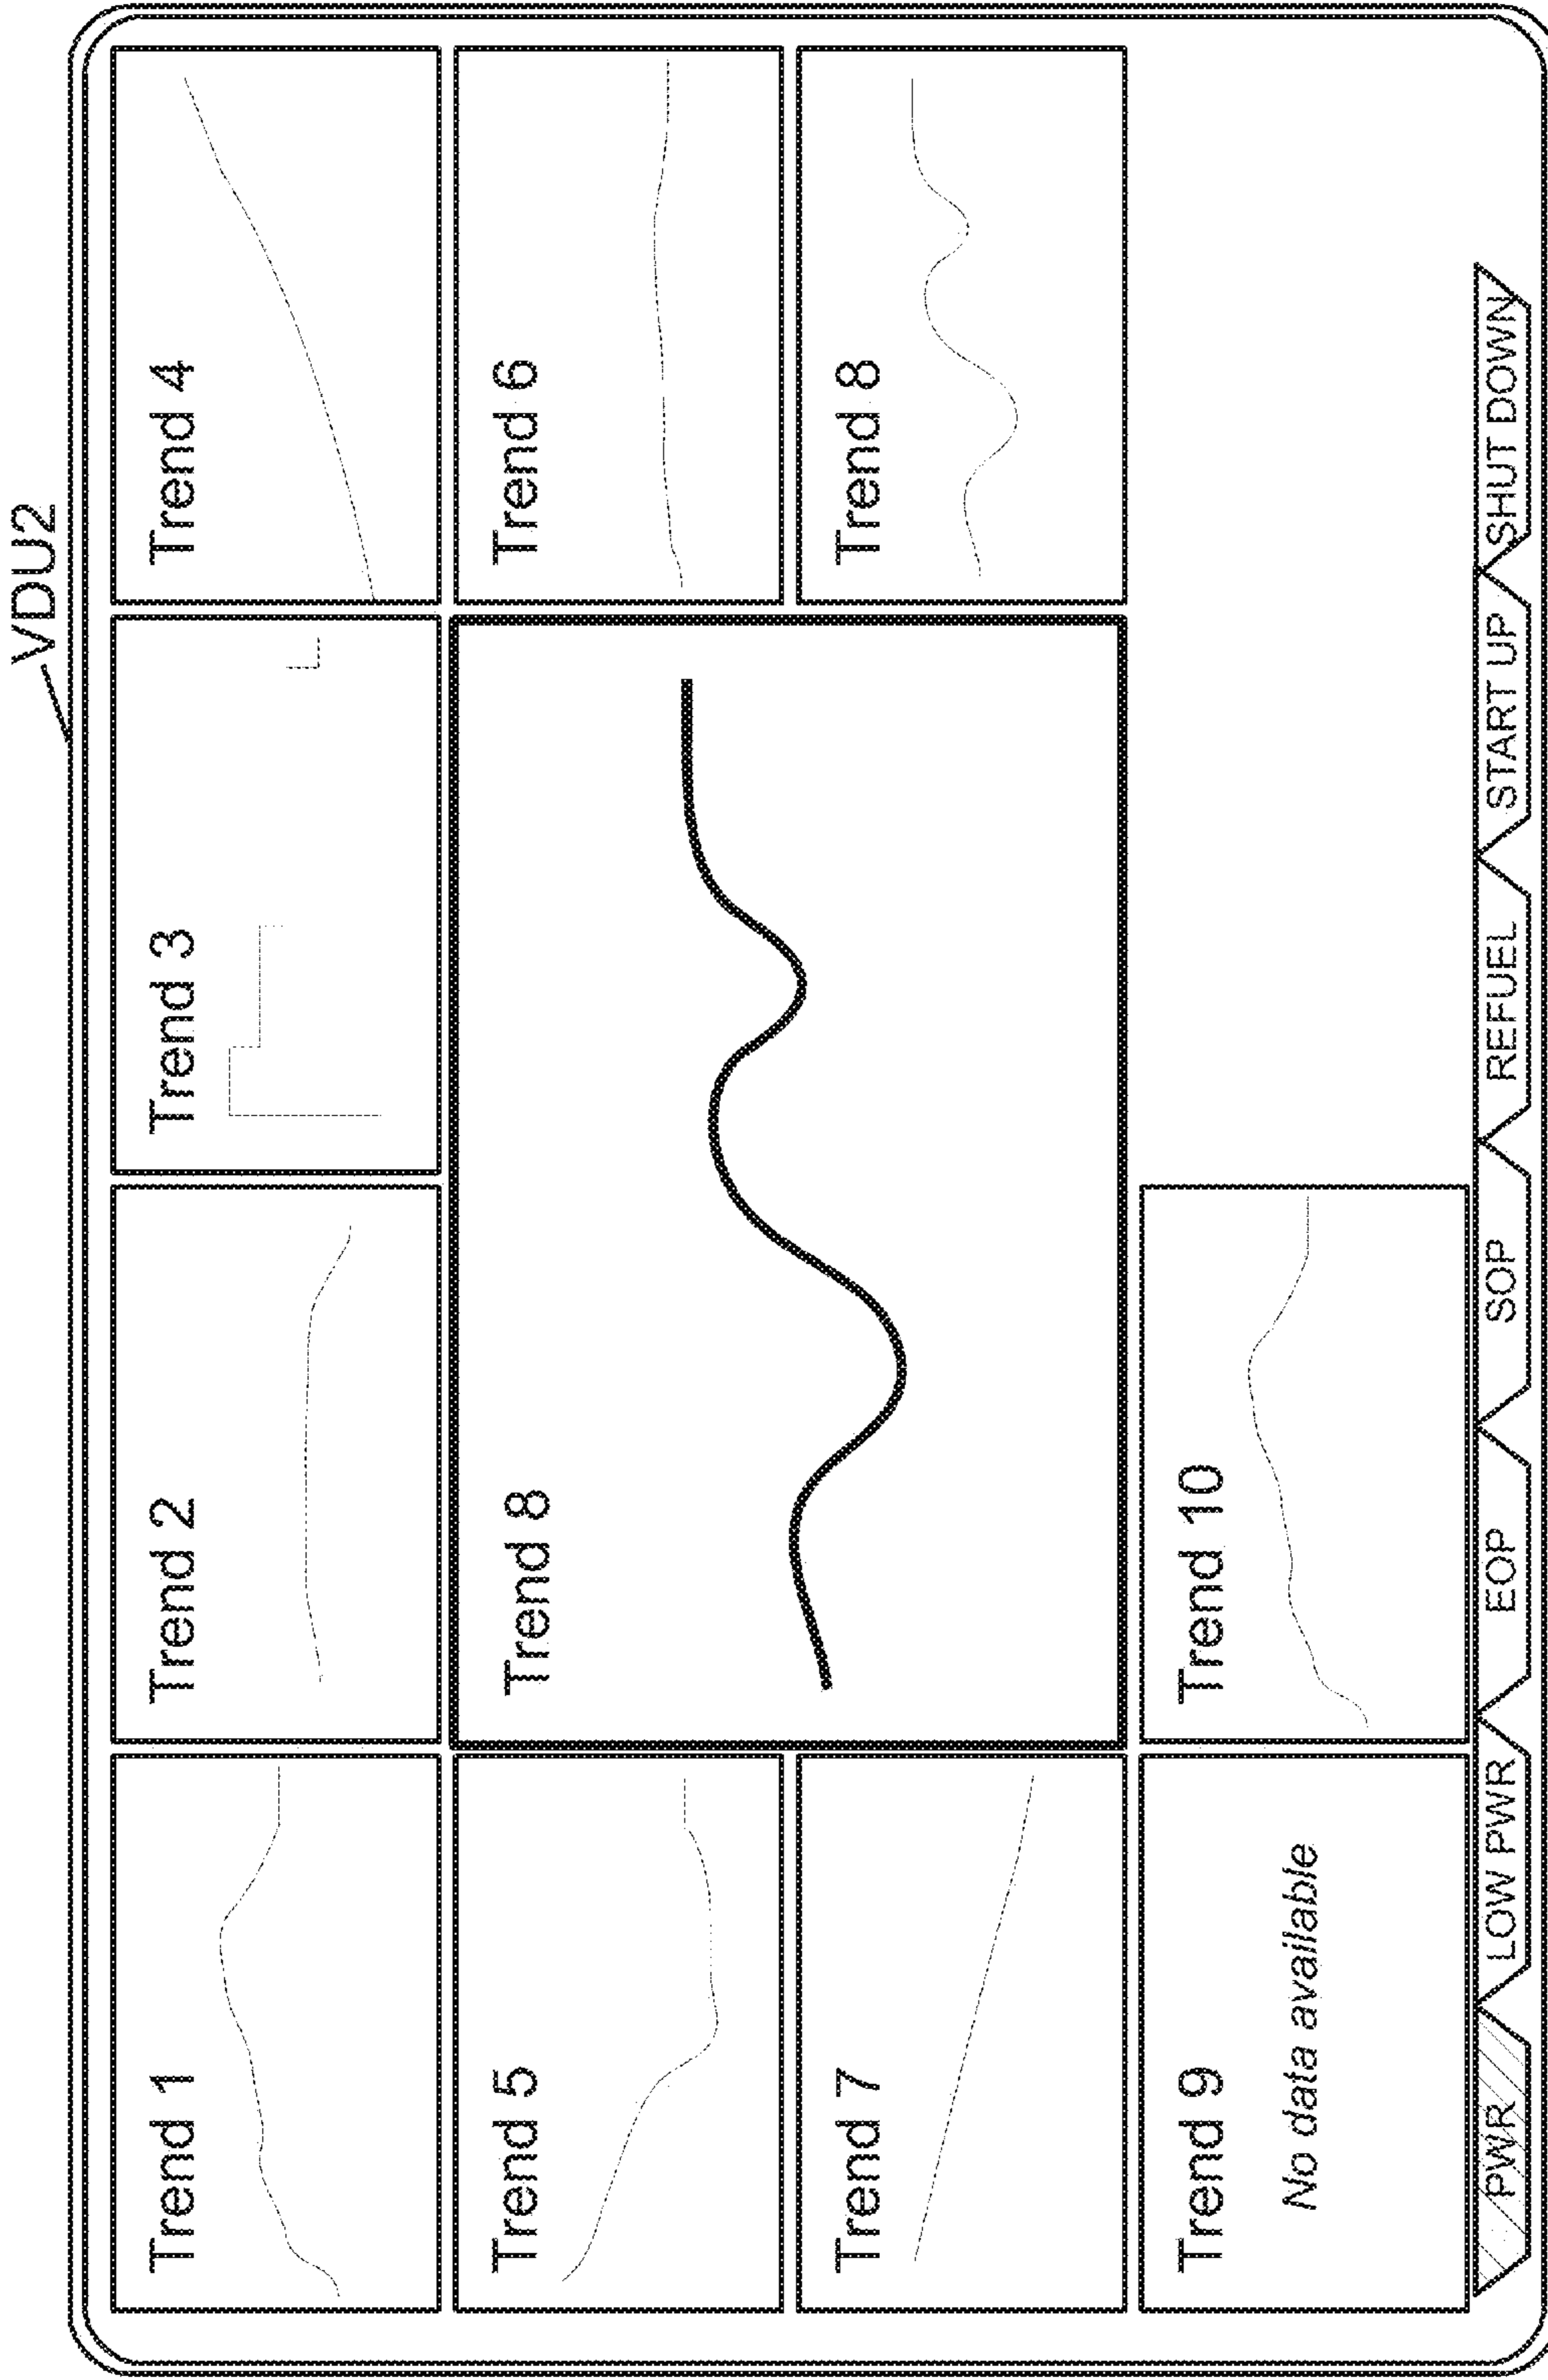 VDU2
Trend 1
Trend 2
Trend 3
Trend 4
Trend 5
Trend 8
Trend 6
Trend 7
Trend 8
Trend 9
No data available
Trend 10
PWR
LOW PWR
EOP
SOP
REFUEL
START UP
SHUT DOWN